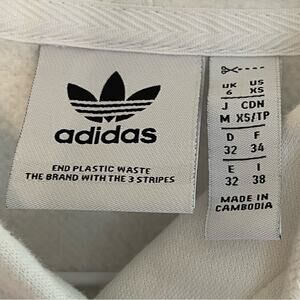 adidas
END PLASTIC WASTE
THE BRAND WITH THE 3 STRIPES
UK US
6 XS
J CDN
M XS/TP
D F
32 34
E I
32 38
MADE IN
CAMBODIA